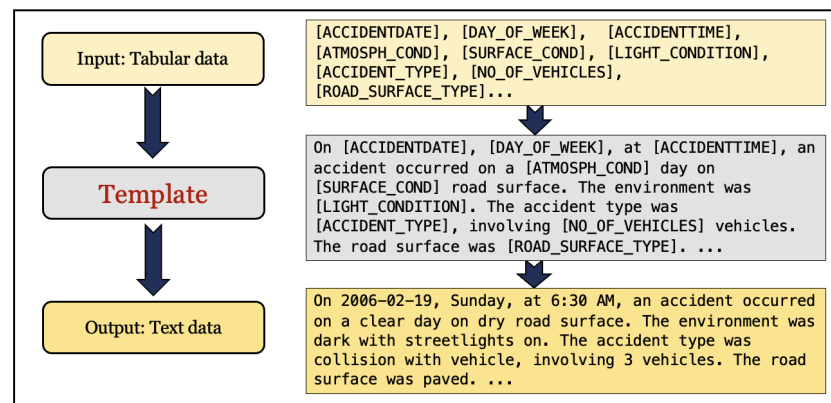 Input: Tabular data
[ACCIDENTDATE], [DAY_OF_WEEK], [ACCIDENTTIME],
[ATMOSPH_COND], [SURFACE_COND], [LIGHT_CONDITION],
[ACCIDENT_TYPE], [NO_OF_VEHICLES],
[ROAD_SURFACE_TYPE]...
Template
On [ACCIDENTDATE], [DAY_OF_WEEK], at [ACCIDENTTIME], an
accident occurred on a [ATMOSPH_COND] day on
[SURFACE_COND] road surface. The environment was
[LIGHT_CONDITION]. The accident type was
[ACCIDENT_TYPE], involving [NO_OF_VEHICLES] vehicles.
The road surface was [ROAD_SURFACE_TYPE]. ...
Output: Text data
On 2006-02-19, Sunday, at 6:30 AM, an accident occurred
on a clear day on dry road surface. The environment was
dark with streetlights on. The accident type was
collision with vehicle, involving 3 vehicles. The road
surface was paved. ...